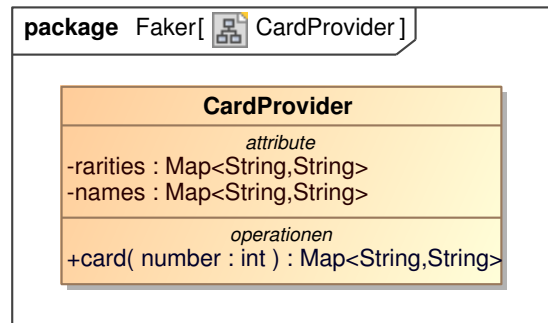 package Faker[ CardProvider ]
CardProvider
attribute
-rarities : Map<String,String>
-names : Map<String,String>
operationen
+card( number : int ) : Map<String,String>